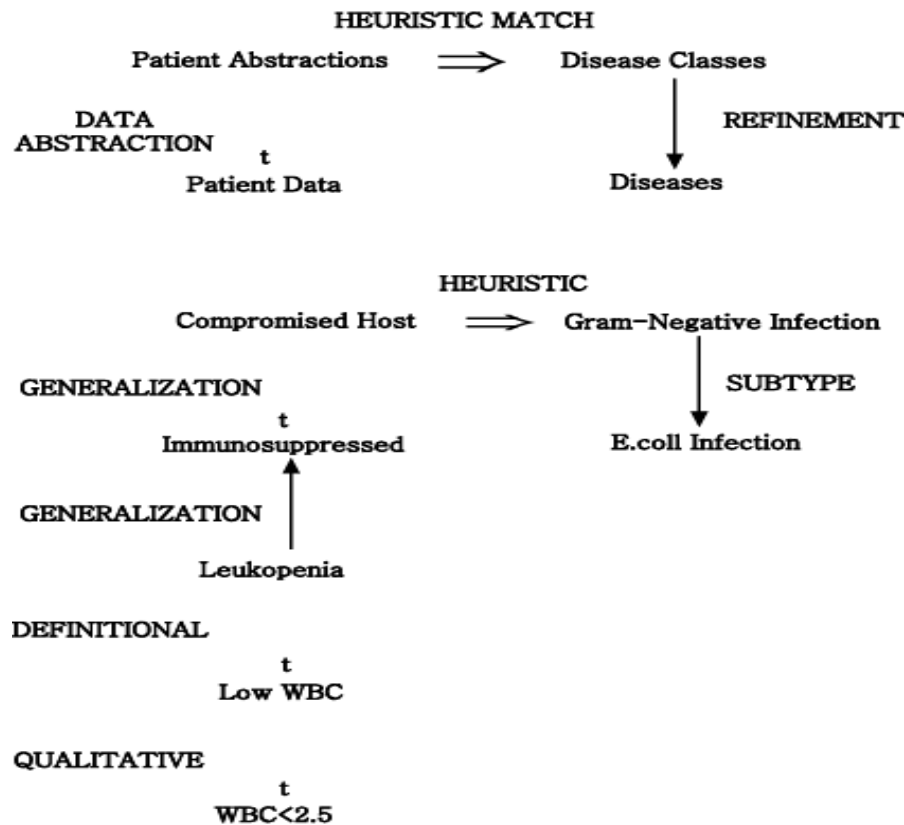 HEURISTIC MATCH
Patient Abstractions Disease Classes
DATA
ABSTRACTION
REFINEMENT
t
Patient Data Diseases
HEURISTIC
Compromised Host Gram-Negative Infection
GENERALIZATION SUBTYPE
t
Immunosuppressed E.coll Infection
GENERALIZATION
Leukopenia
DEFINITIONAL
t
Low WBC
QUALITATIVE
t
WBC<2.5